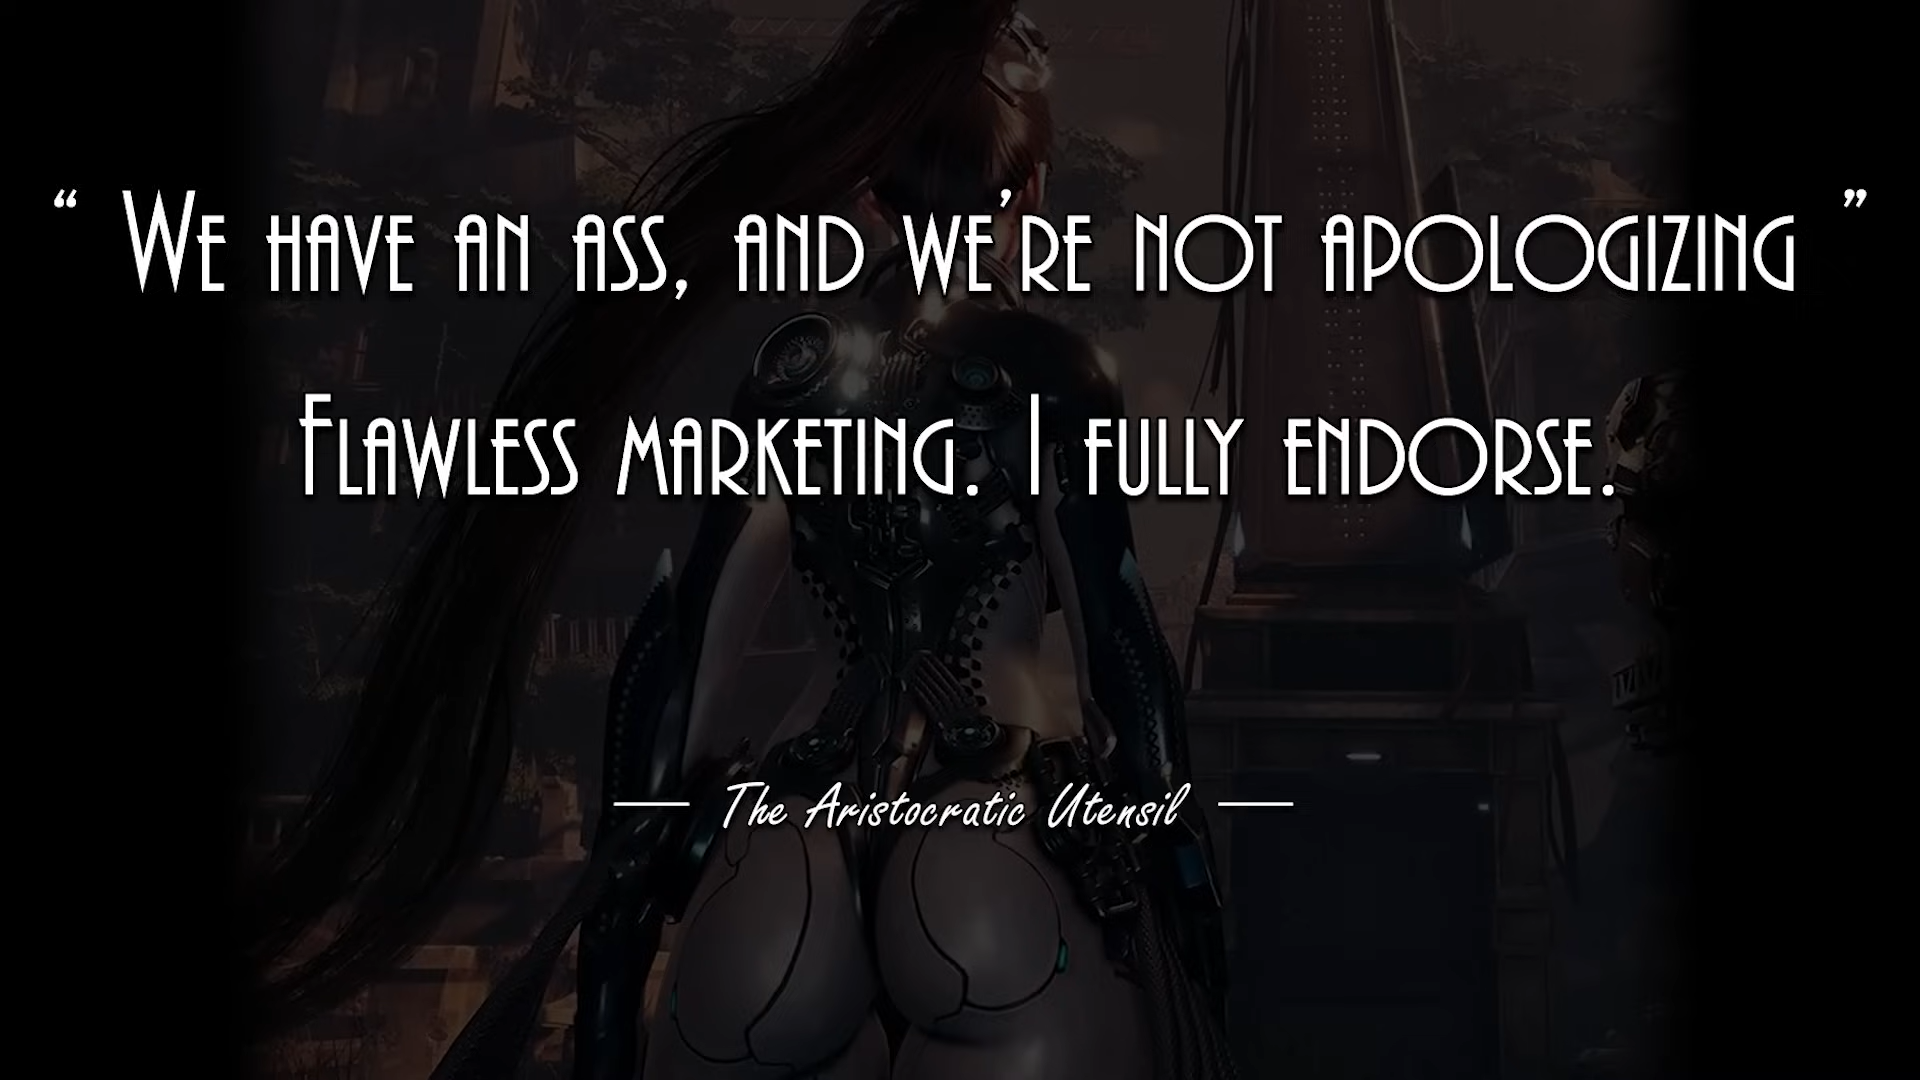 “ We have an ass, and we’re not apologizing ”
Flawless marketing. I fully endorse.
The Aristocratic Utensil